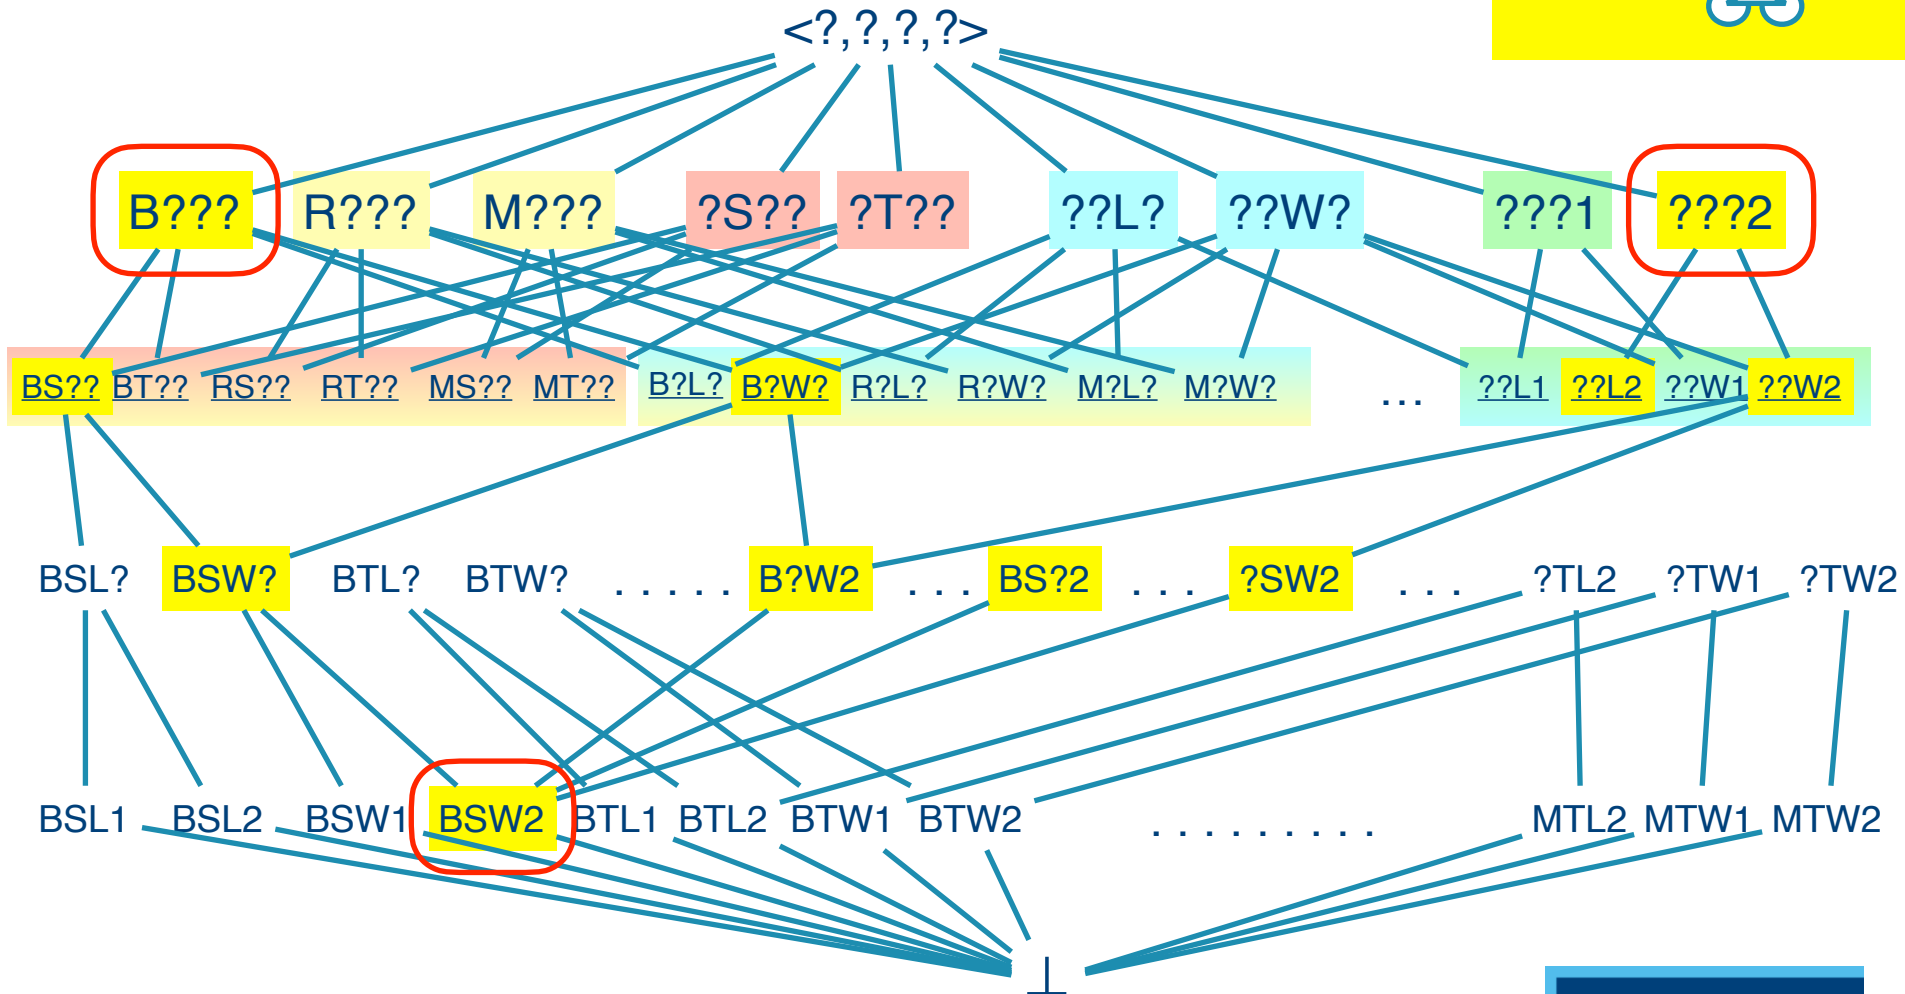 <?,?,?,?>
B??? R??? M??? ?S?? ?T?? ??L? ??W? ???1 ???2
BS?? BT?? RS?? RT?? MS?? MT?? B?L? B?W? R?L? R?W? M?L? M?W? ... ??L1 ??L2 ??W1 ??W2
BSL? BSW? BTL? BTW? . . . . . B?W2 . . . BS?2 . . . ?SW2 . . . ?TL2 ?TW1 ?TW2
BSL1 BSL2 BSW1 BSW2 BTL1 BTL2 BTW1 BTW2 . . . . . . . . . MTL2 MTW1 MTW2
⊥